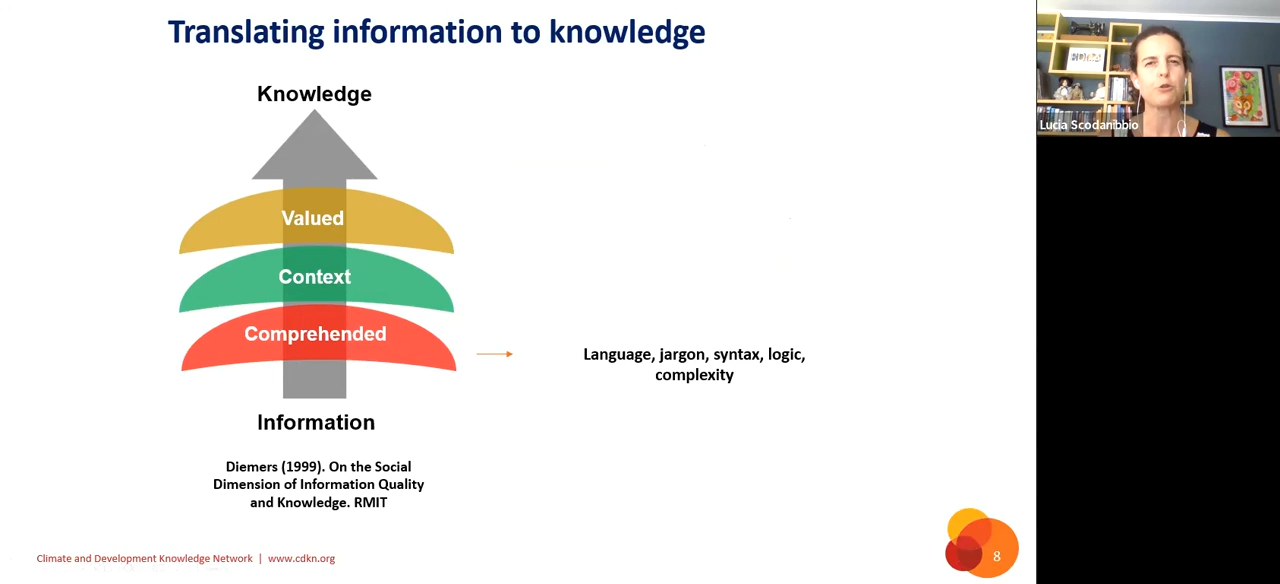 Translating information to knowledge
Knowledge
Valued
Context
Comprehended
Information
Language, jargon, syntax, logic,
complexity
Diemers (1999). On the Social
Dimension of Information Quality
and Knowledge. RMIT
Climate and Development Knowledge Network | www.cdkn.org
8
Lucia Scodanibbio